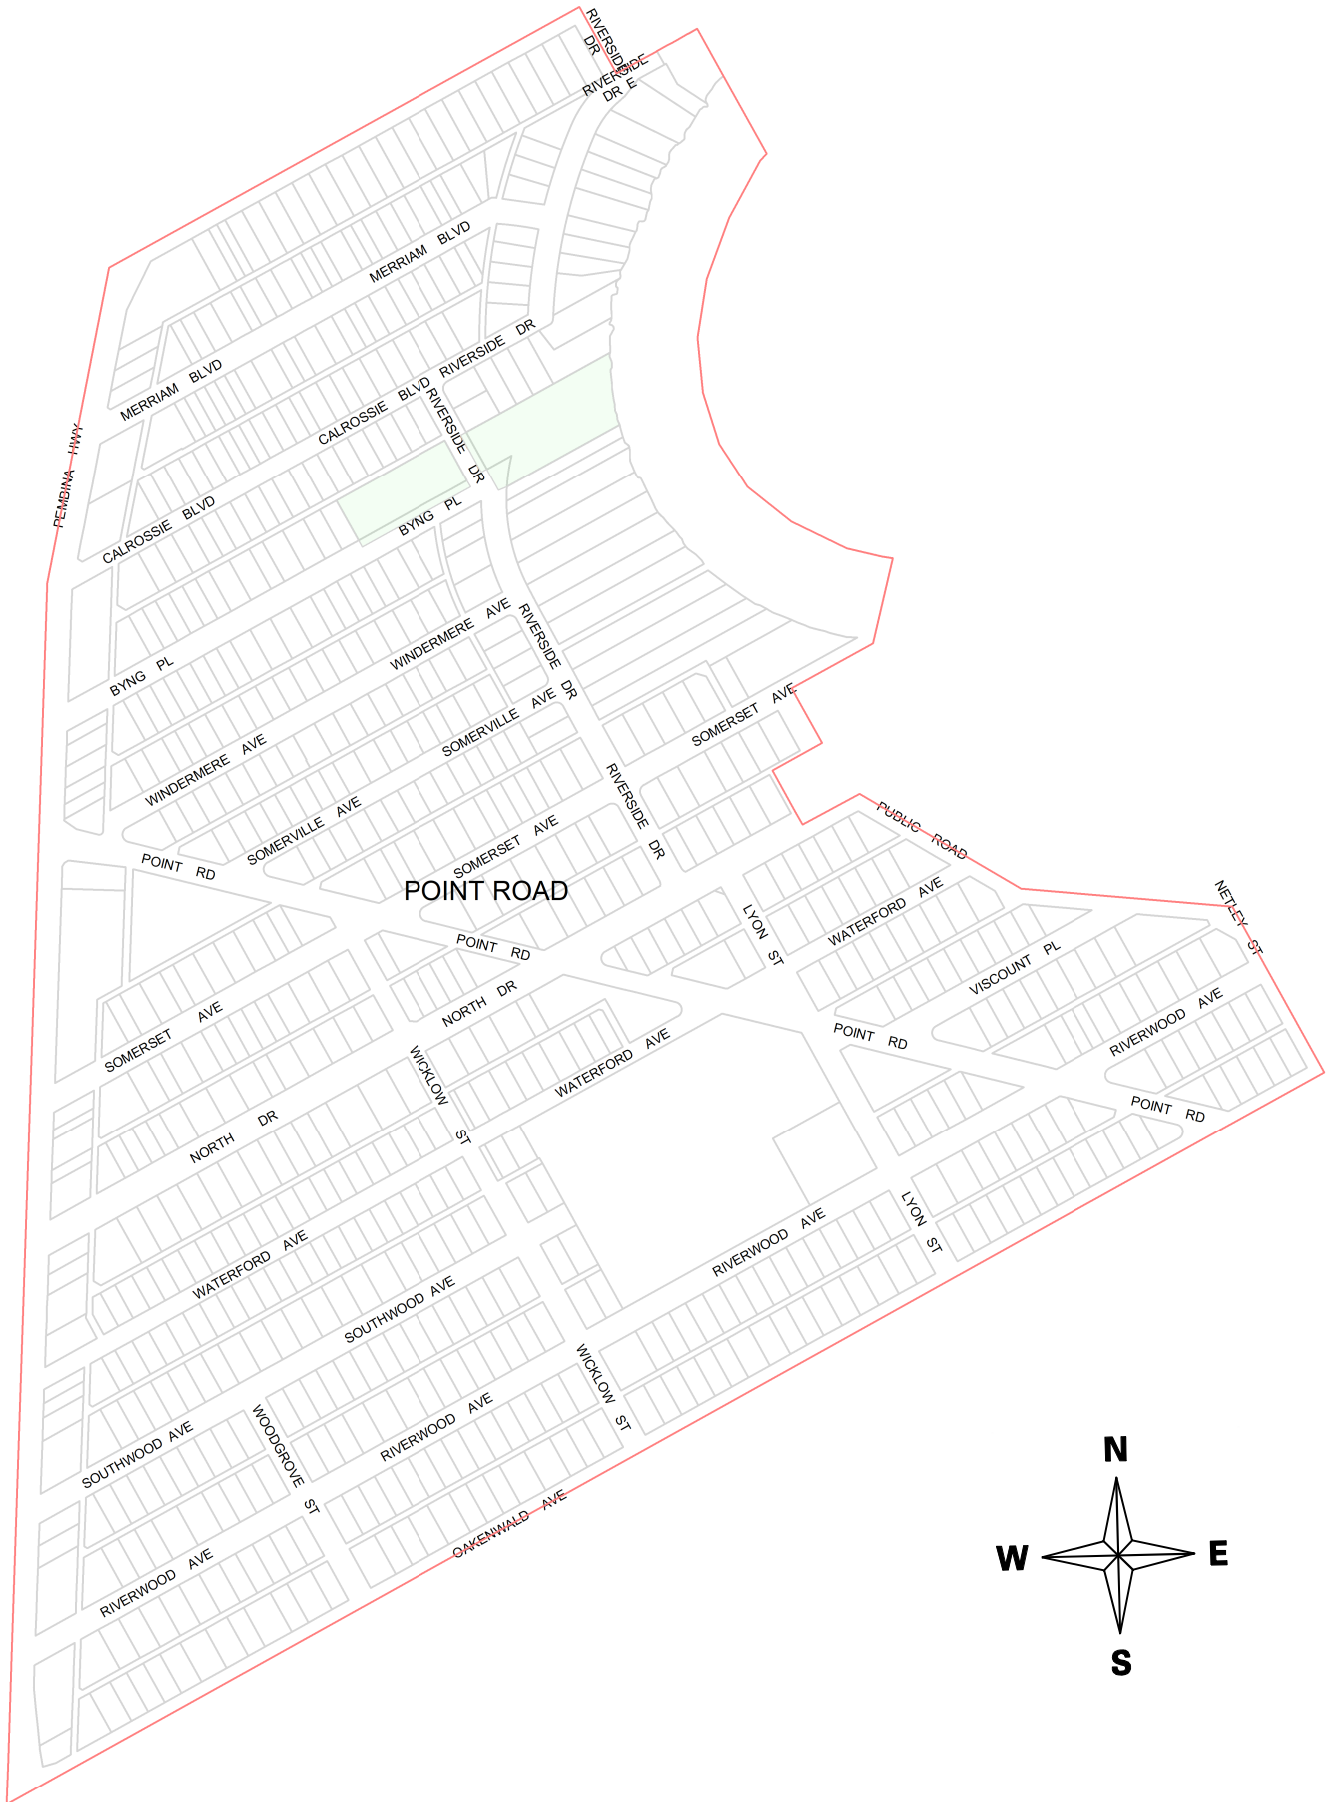 RIVERSIDE DR
RIVERSIDE DR E
MERRIAM BLVD
RIVERSIDE DR
MERRIAM BLVD
CALROSSIE BLVD
RIVERSIDE DR
PEMBINA HWY
CALROSSIE BLVD
BYNG PL
WINDERMERE AVE
RIVERSIDE DR
BYNG PL
SOMERVILLE AVE
SOMERSET AVE
WINDERMERE AVE
RIVERSIDE DR
SOMERVILLE AVE
SOMERSET AVE
PUBLIC ROAD
POINT RD
POINT ROAD
WATERFORD AVE
NETLEY ST
LYON ST
POINT RD
VISCOUNT PL
NORTH DR
SOMERSET AVE
POINT RD
RIVERWOOD AVE
WATERFORD AVE
WICKLOW ST
POINT RD
NORTH DR
LYON ST
RIVERWOOD AVE
WATERFORD AVE
SOUTHWOOD AVE
WICKLOW ST
RIVERWOOD AVE
WOODGROVE ST
SOUTHWOOD AVE
OAKENWALD AVE
RIVERWOOD AVE
N
W
E
S